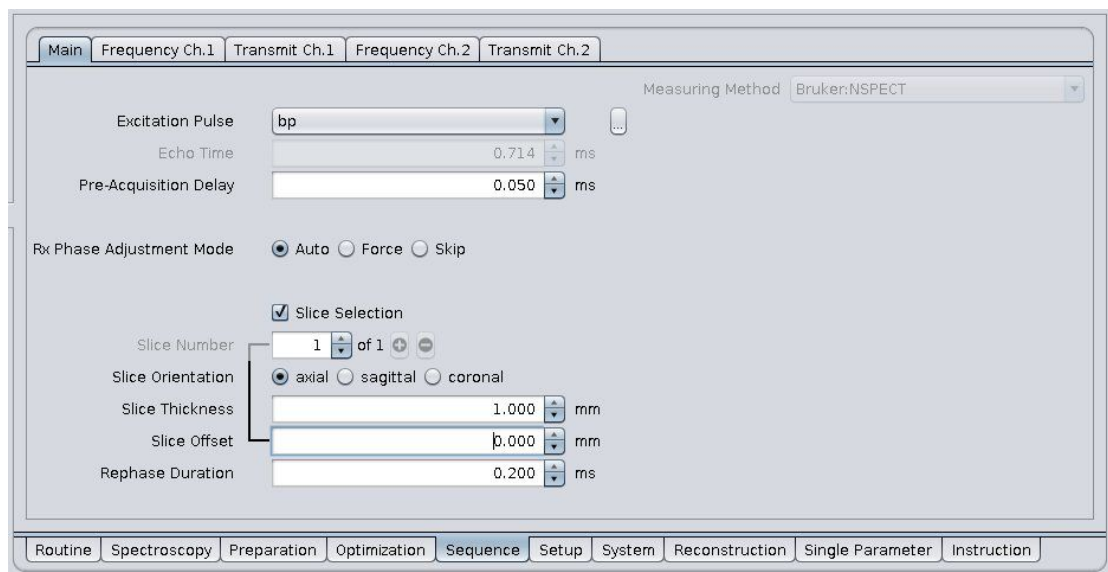 Main Frequency Ch.1 Transmit Ch.1 Frequency Ch.2 Transmit Ch.2
Measuring Method Bruker:NSPECT
Excitation Pulse bp ...
Echo Time 0.714 ms
Pre-Acquisition Delay 0.050 ms
Rx Phase Adjustment Mode Auto Force Skip
Slice Selection
Slice Number 1 of 1
Slice Orientation axial sagittal coronal
Slice Thickness 1.000 mm
Slice Offset 0.000 mm
Rephase Duration 0.200 ms
Routine Spectroscopy Preparation Optimization Sequence Setup System Reconstruction Single Parameter Instruction